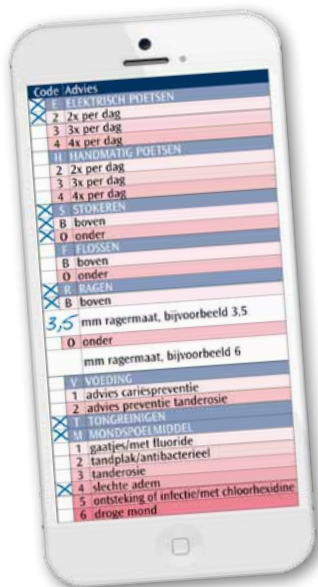 Code Advies
E ELEKTRISCH POETSEN
2 2x per dag
3 3x per dag
4 4x per dag
H HANDMATIG POETSEN
2 2x per dag
3 3x per dag
4 4x per dag
S STOKEREN
B boven
O onder
F FLOSSEN
B boven
O onder
R RAGEN
B boven
3,5 mm ragermaat, bijvoorbeeld 3,5
O onder
mm ragermaat, bijvoorbeeld 6
V VOEDING
1 advies cariëspreventie
2 advies preventie tanderosie
T TONGREINIGEN
M MONDSPOELMIDDEL
1 gaatjes/met fluoride
2 tandplak/antibacterieel
3 tanderosie
4 slechte adem
5 ontsteking of infectie/met chloorhexidine
6 droge mond